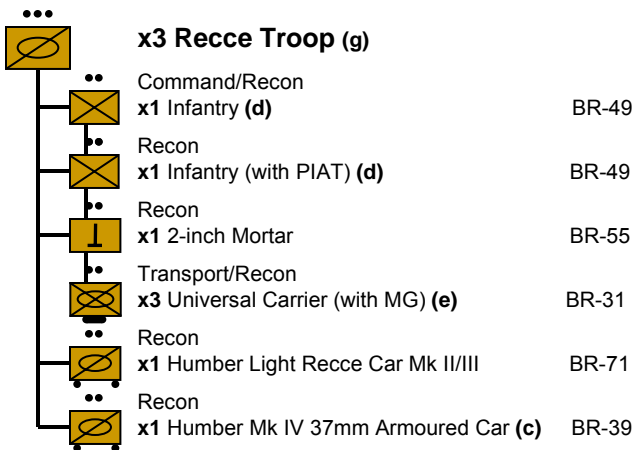 x3 Recce Troop (g)
Command/Recon
x1 Infantry (d) BR-49
Recon
x1 Infantry (with PIAT) (d) BR-49
Recon
x1 2-inch Mortar BR-55
Transport/Recon
x3 Universal Carrier (with MG) (e) BR-31
Recon
x1 Humber Light Recce Car Mk II/III BR-71
Recon
x1 Humber Mk IV 37mm Armoured Car (c) BR-39